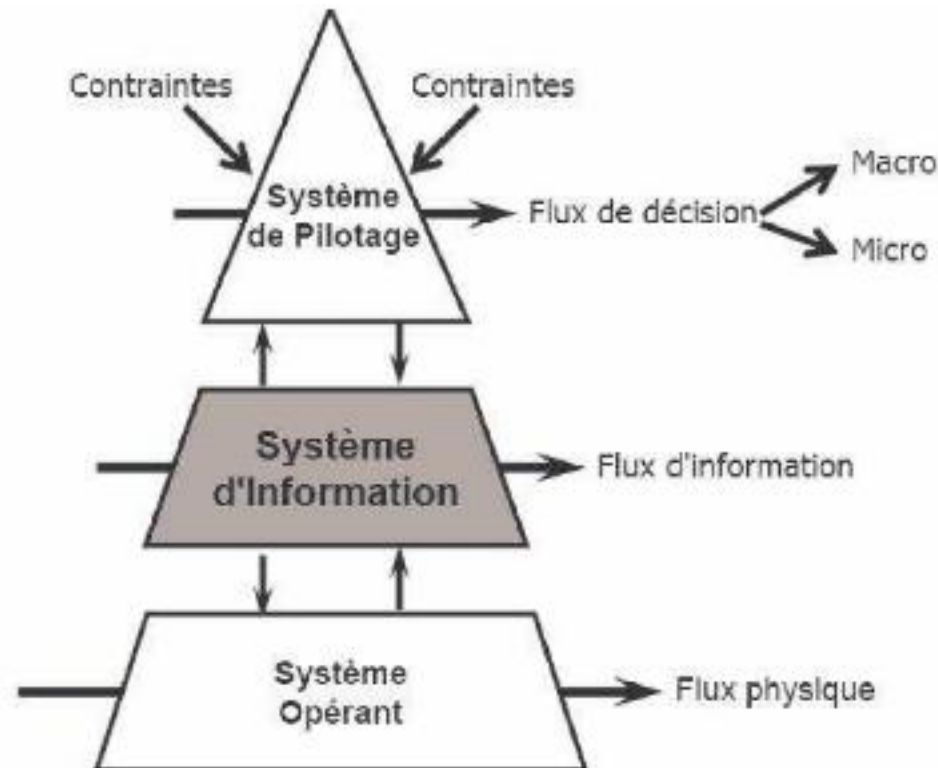 Contraintes
Contraintes
Système
de Pilotage
Flux de décision
Macro
Micro
Système
d'Information
Flux d'information
Système
Opérant
Flux physique